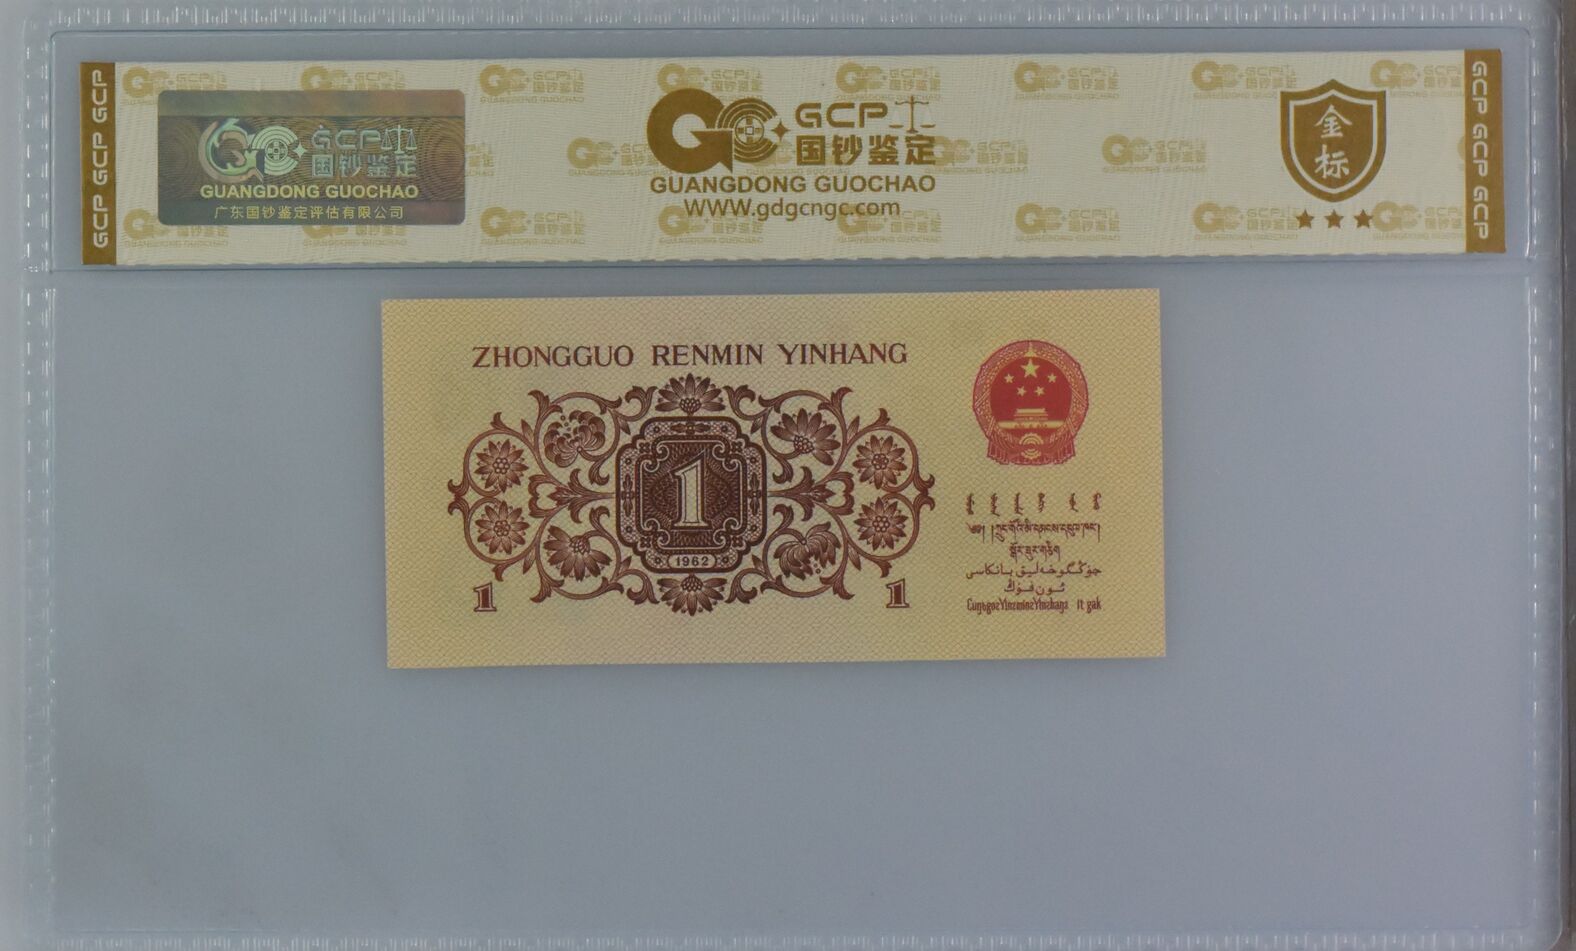 GCP GCP GCP
GCP 国钞鉴定
GUANGDONG GUOCHAO
广东国钞鉴定评估有限公司
GCP
国钞鉴定
GUANGDONG GUOCHAO
www.gdgcngc.com
金
标
GCP GCP GCP
ZHONGGUO RENMIN YINHANG
1
1962
1
1